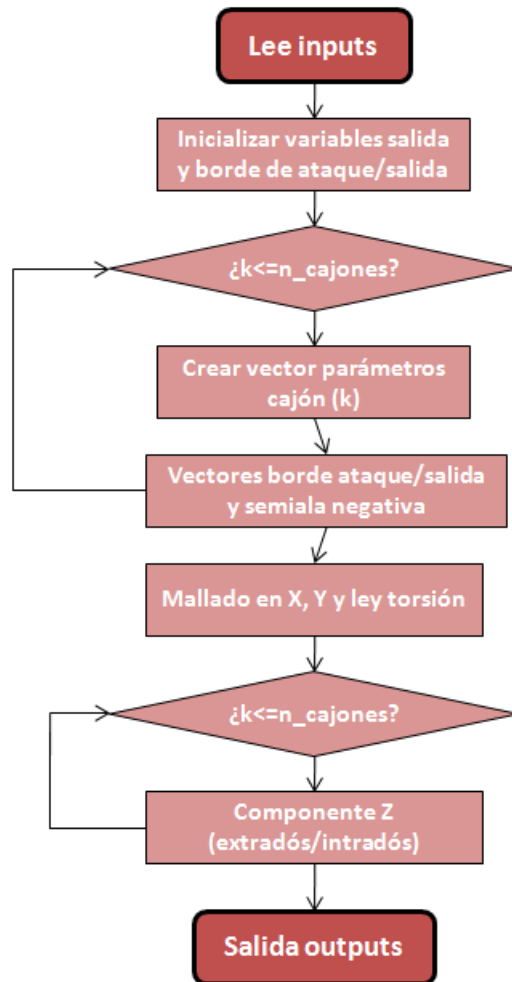 Lee inputs
Inicializar variables salida
y borde de ataque/salida
¿k<=n_cajones?
Crear vector parámetros
cajón (k)
Vectores borde ataque/salida
y semiala negativa
Mallado en X, Y y ley torsión
¿k<=n_cajones?
Componente Z
(extradós/intradós)
Salida outputs